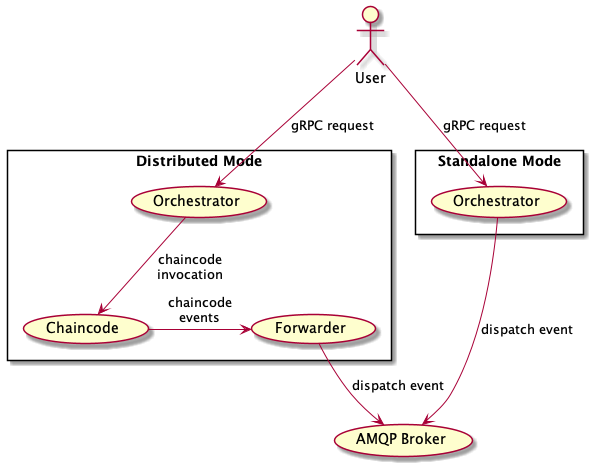 User
gRPC request
gRPC request
Distributed Mode
Standalone Mode
Orchestrator
Orchestrator
chaincode
invocation
chaincode
events
Chaincode
Forwarder
dispatch event
dispatch event
AMQP Broker